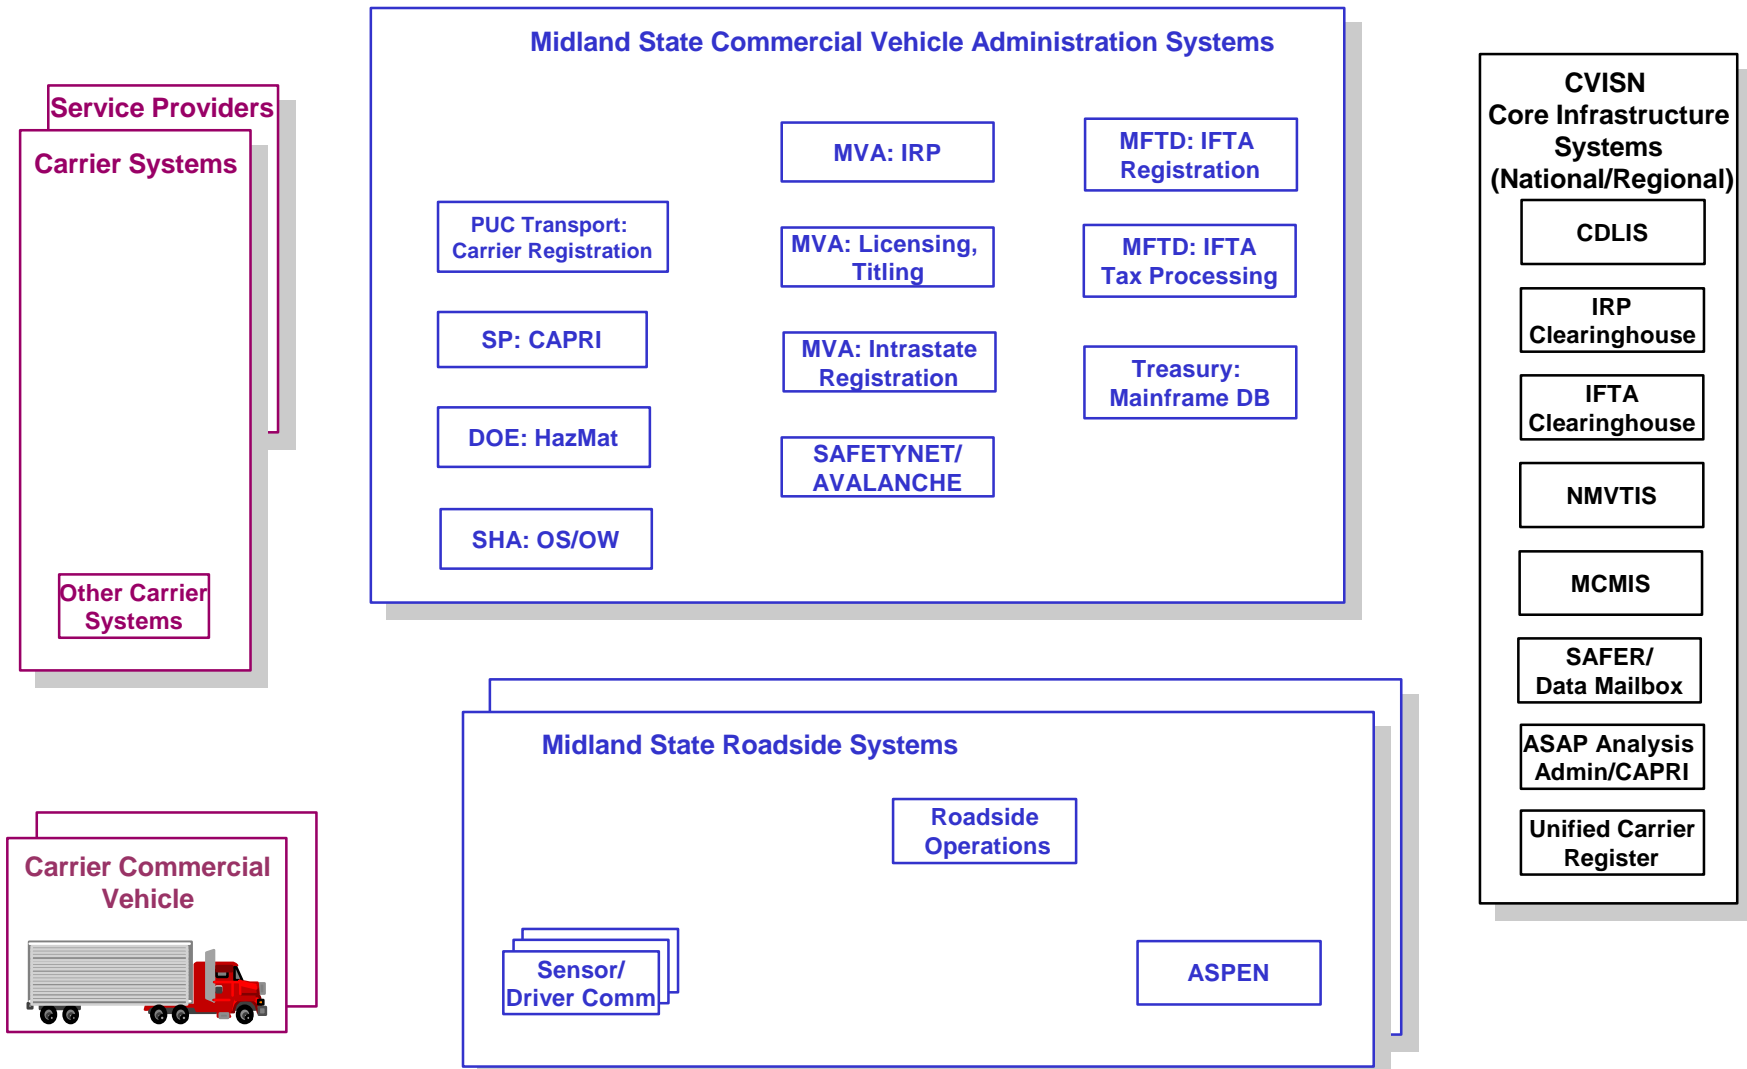 Midland State Commercial Vehicle Administration Systems
Service Providers
Carrier Systems
Other Carrier
Systems
PUC Transport:
Carrier Registration
SP: CAPRI
DOE: HazMat
SHA: OS/OW
MVA: IRP
MVA: Licensing,
Titling
MVA: Intrastate
Registration
SAFETYNET/
AVALANCHE
MFTD: IFTA
Registration
MFTD: IFTA
Tax Processing
Treasury:
Mainframe DB
CVISN
Core Infrastructure
Systems
(National/Regional)
CDLIS
IRP
Clearinghouse
IFTA
Clearinghouse
NMVTIS
MCMIS
SAFER/
Data Mailbox
ASAP Analysis
Admin/CAPRI
Unified Carrier
Register
Carrier Commercial
Vehicle
Midland State Roadside Systems
Roadside
Operations
Sensor/
Driver Comm
ASPEN